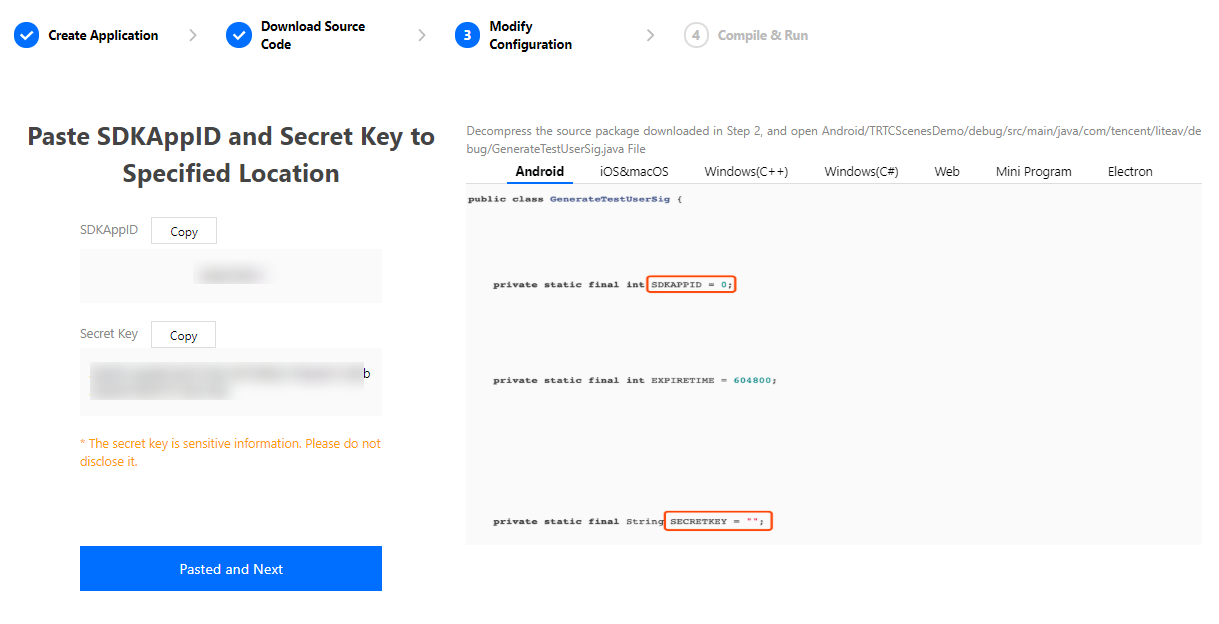 Create Application
Download Source
Code
3
Modify
Configuration
4
Compile & Run
Paste SDKAppID and Secret Key to
Specified Location
SDKAppID
Copy
Secret Key
Copy
b
* The secret key is sensitive information. Please do not
disclose it.
Pasted and Next
Decompress the source package downloaded in Step 2, and open Android/TRTCScenesDemo/debug/src/main/java/com/tencent/liteav/de
bug/GenerateTestUserSig.java File
Android
iOS&macOS
Windows(C++)
Windows(C#)
Web
Mini Program
Electron
public class GenerateTestUserSig {
private static final int SDKAPPID = 0;
private static final int EXPIRETIME = 604800;
private static final String SECRETKEY = "";